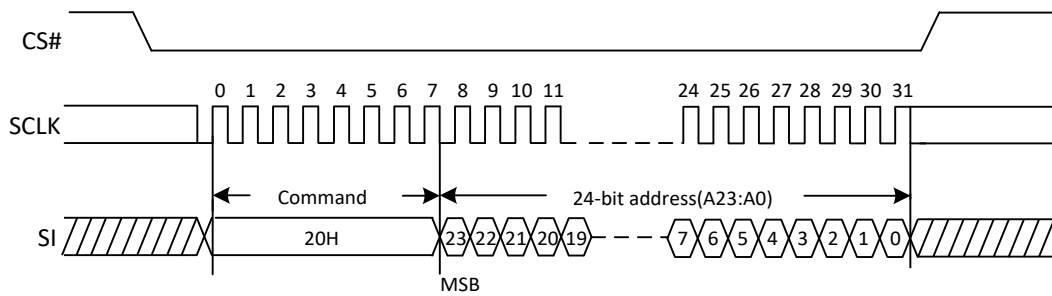 CS#
0 1 2 3 4 5 6 7 8 9 10 11 24 25 26 27 28 29 30 31
SCLK
Command 24-bit address(A23:A0)
SI 20H 23 22 21 20 19 7 6 5 4 3 2 1 0
MSB